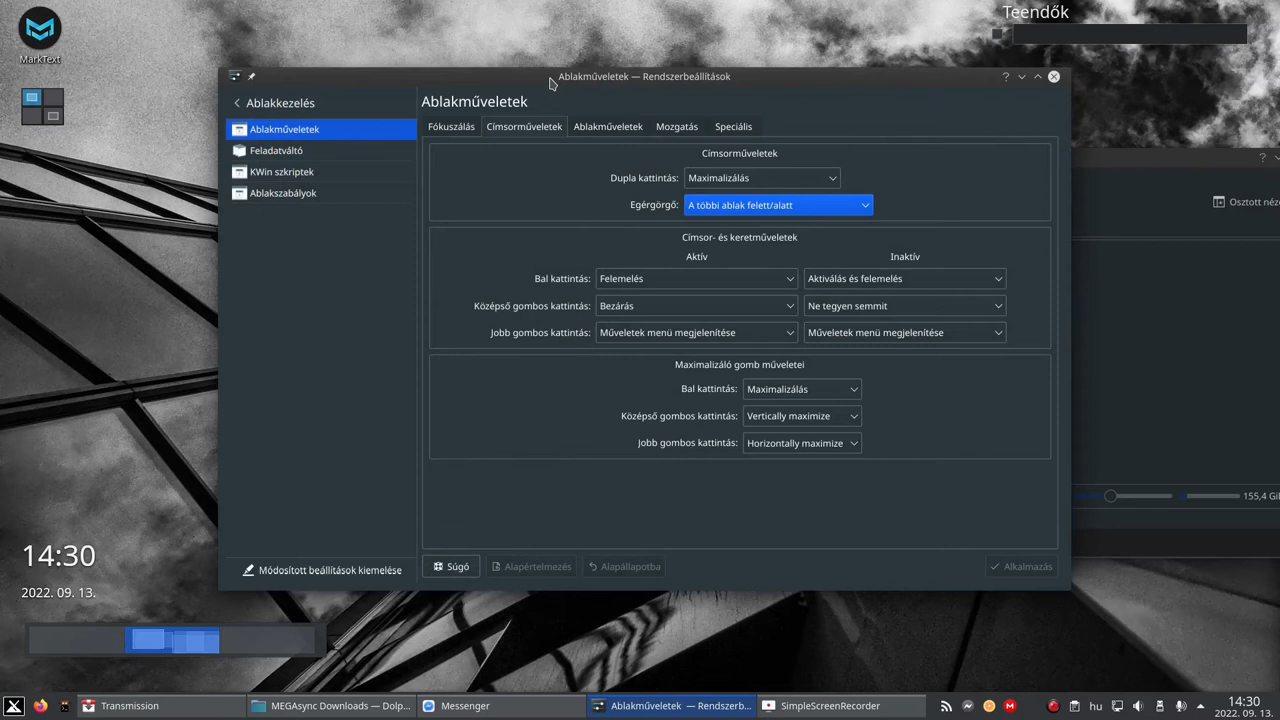 MarkText
Teendők
Ablakműveletek — Rendszerbeállítások
Ablakkezelés
Ablakműveletek
Feladatváltó
KWin szkriptek
Ablakszabályok
Ablakműveletek
Fókuszálás Címsorműveletek Ablakműveletek Mozgatás Speciális
Címsorműveletek
Dupla kattintás: Maximalizálás
Egérgörgő: A többi ablak felett/alatt
Címsor- és keretműveletek
Aktív Inaktív
Bal kattintás: Felemelés Aktiválás és felemelés
Középső gombos kattintás: Bezárás Ne tegyen semmit
Jobb gombos kattintás: Műveletek menü megjelenítése Műveletek menü megjelenítése
Maximalizáló gomb műveletei
Bal kattintás: Maximalizálás
Középső gombos kattintás: Vertically maximize
Jobb gombos kattintás: Horizontally maximize
Módosított beállítások kiemelése
Súgó Alapértelmezés Alapállapotba Alkalmazás
Osztott néze
155,4 Gi
14:30
2022. 09. 13.
Transmission MEGAsync Downloads — Dolp... Messenger Ablakműveletek — Rendszerb... SimpleScreenRecorder hu 14:30
2022. 09. 13.